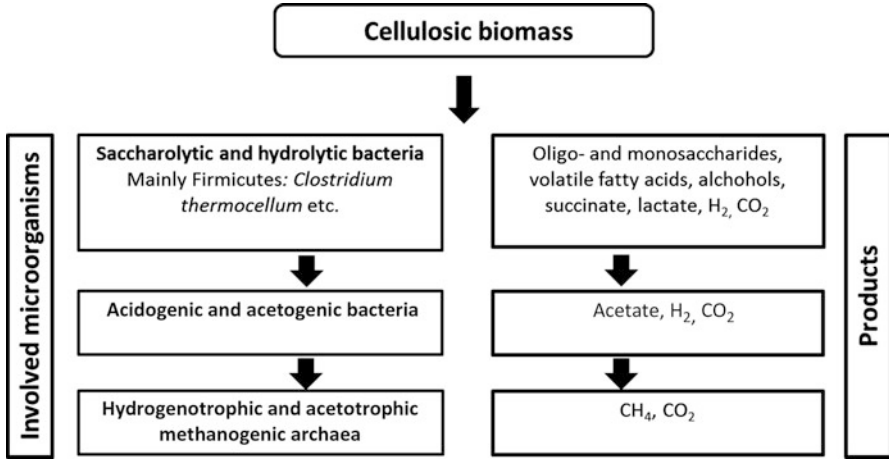 Cellulosic biomass
Involved microorganisms
Saccharolytic and hydrolytic bacteria
Mainly Firmicutes: Clostridium
thermocellum etc.
Oligo- and monosaccharides,
volatile fatty acids, alchohols,
succinate, lactate, H₂, CO₂
Products
Acidogenic and acetogenic bacteria
Acetate, H₂, CO₂
Hydrogenotrophic and acetotrophic
methanogenic archaea
CH₄, CO₂